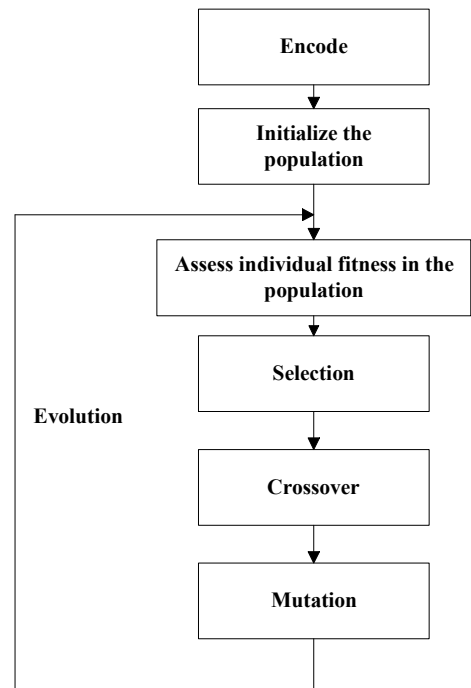 Encode
Initialize the
population
Assess individual fitness in the
population
Selection
Evolution
Crossover
Mutation